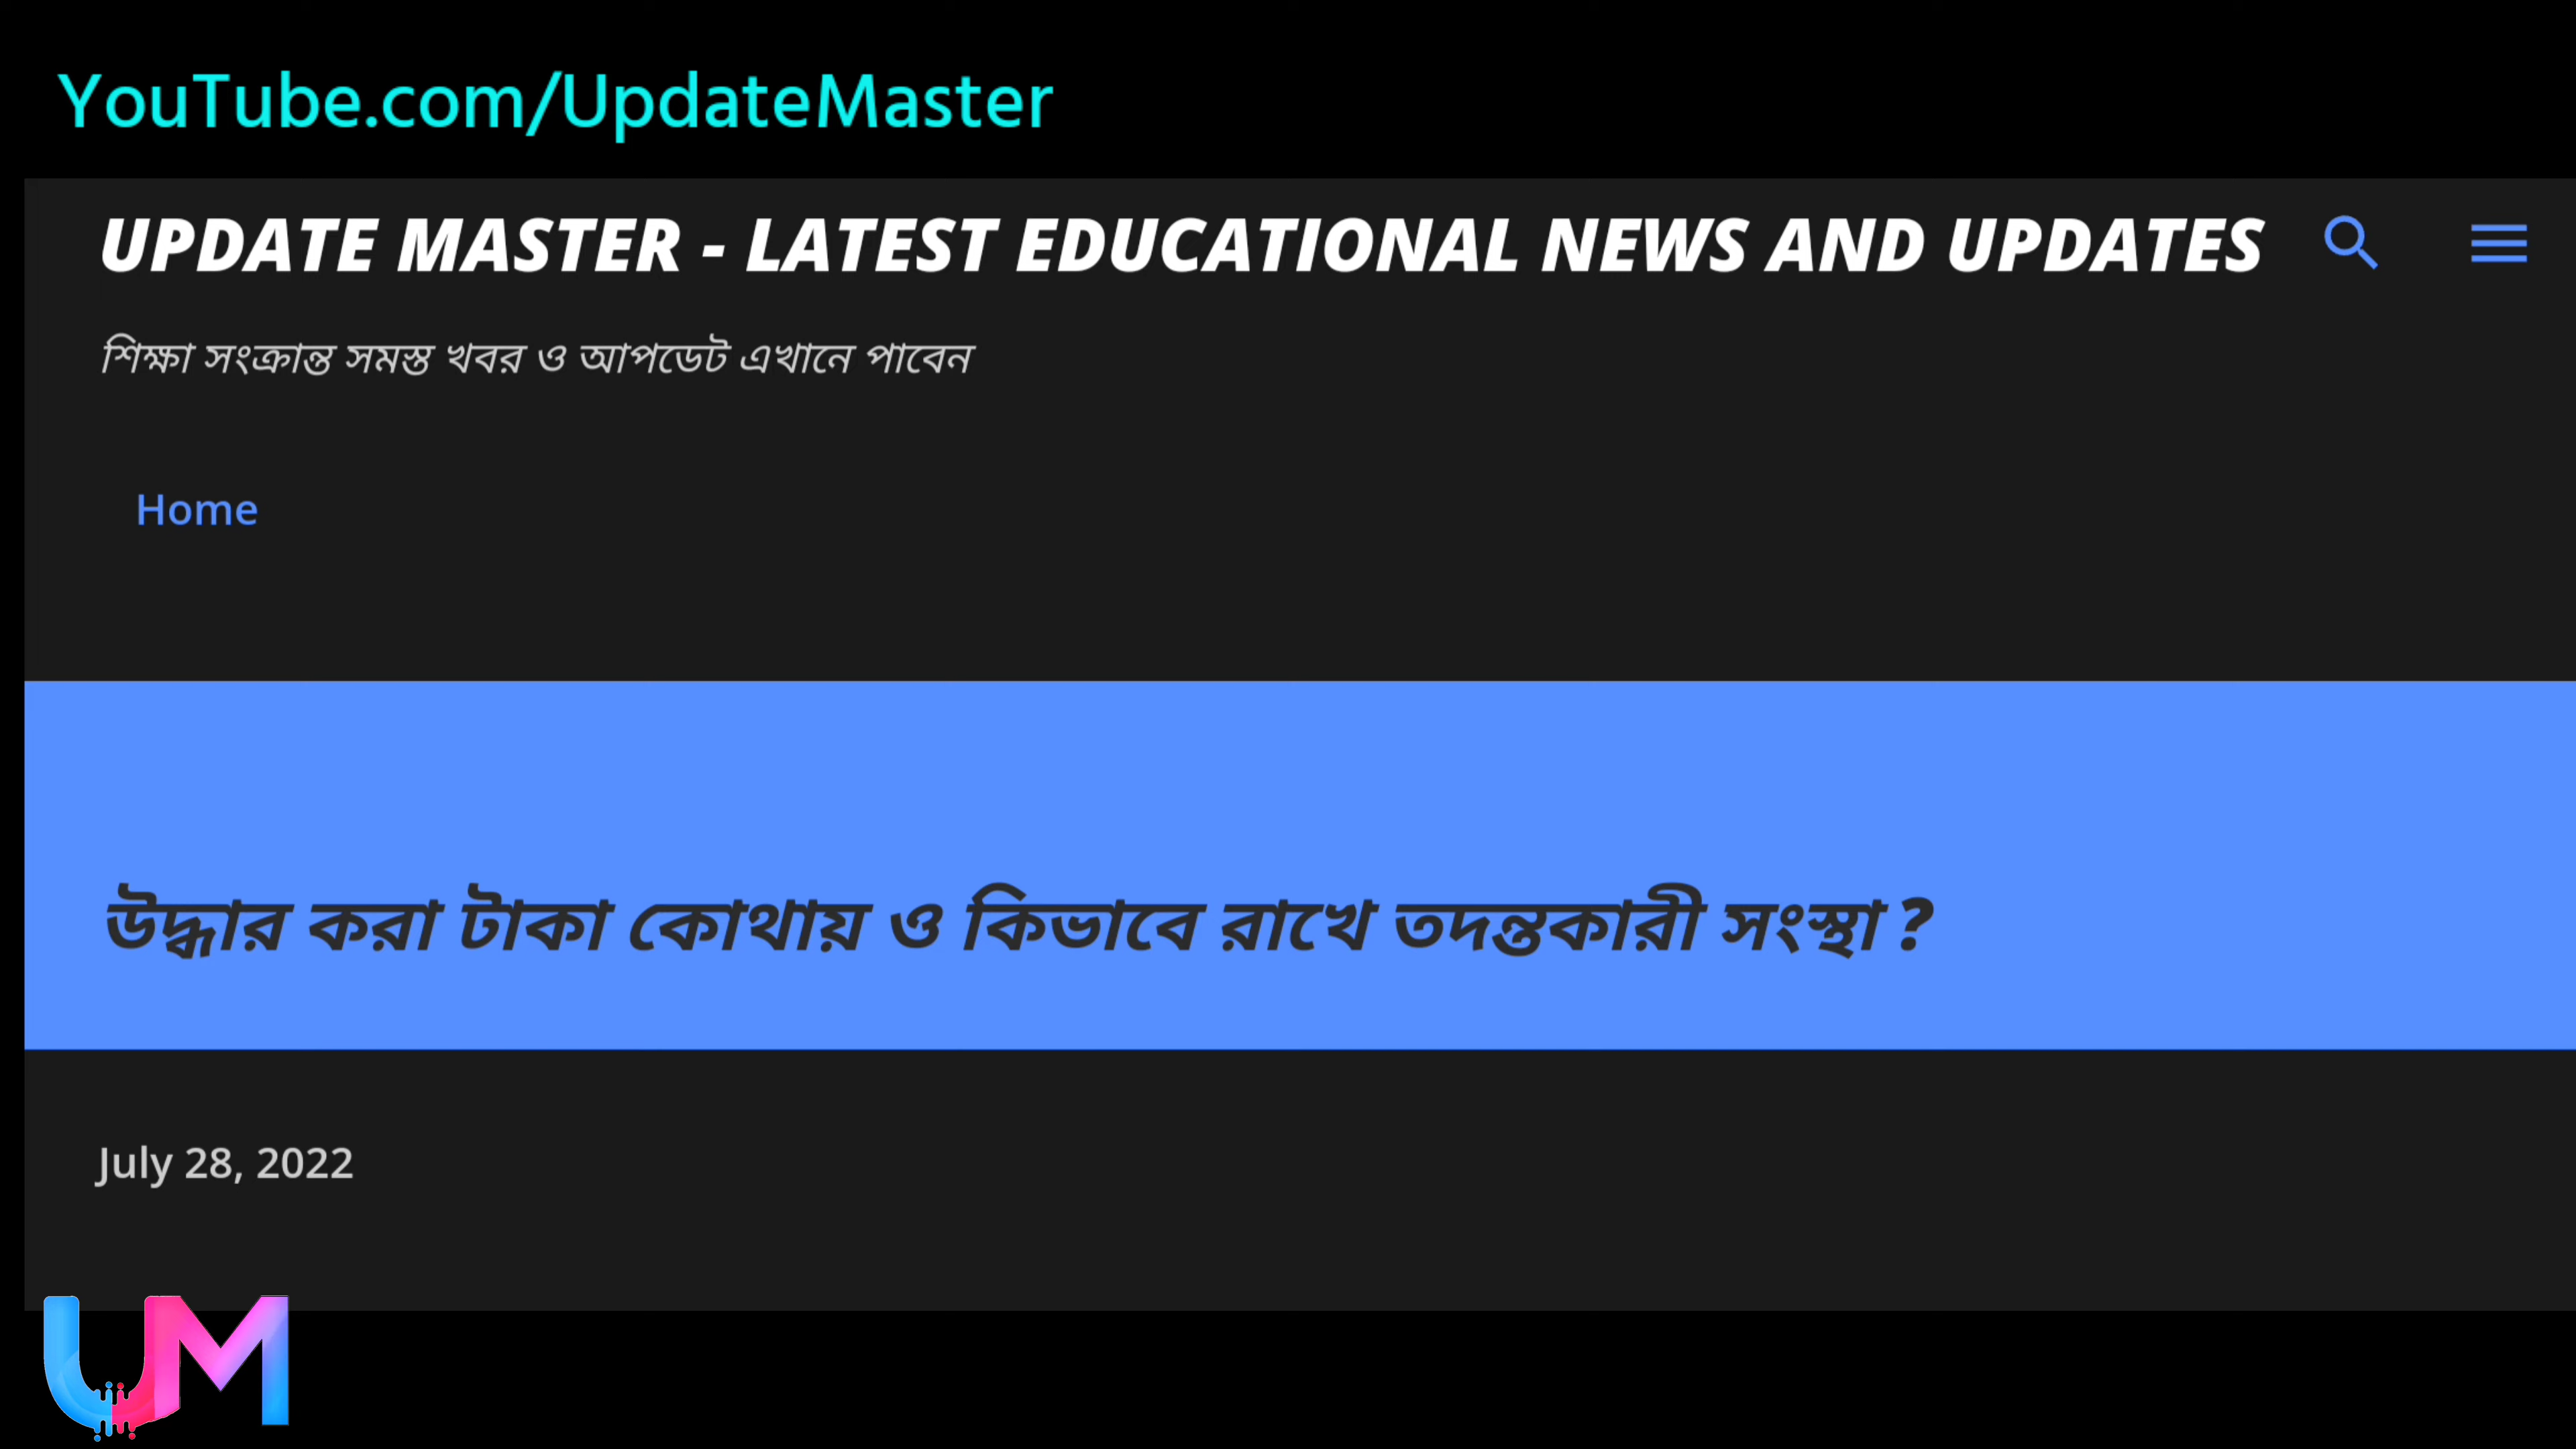 YouTube.com/UpdateMaster
UPDATE MASTER - LATEST EDUCATIONAL NEWS AND UPDATES
শিক্ষা সংক্রান্ত সমস্ত খবর ও আপডেট এখানে পাবেন
Home
উদ্ধার করা টাকা কোথায় ও কিভাবে রাখে তদন্তকারী সংস্থা ?
July 28, 2022
UM